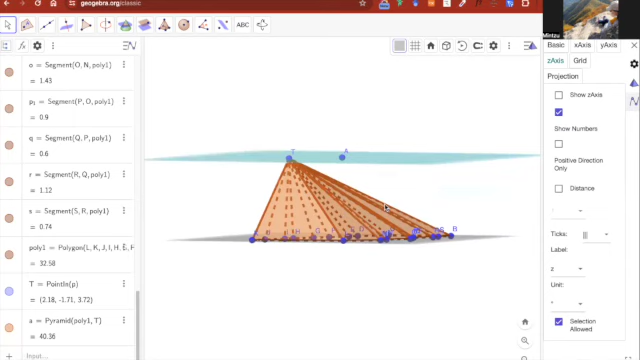 geogebra.org/classic
ABC
Mintzu
o = Segment(O, N, poly1)
= 1.43
p₁ = Segment(P, O, poly1)
= 0.9
q = Segment(Q, P, poly1)
= 0.6
r = Segment(R, Q, poly1)
= 1.12
s = Segment(S, R, poly1)
= 0.74
poly1 = Polygon(L, K, J, I, H,
= 32.58
T = PointIn(p)
= (2.18, -1.71, 3.72)
a = Pyramid(poly1, T)
= 40.36
Input...
T
A
H
G
F
D
B
Basic
xAxis
yAxis
zAxis
Grid
Projection
Show zAxis
Show Numbers
Positive Direction
Only
Distance
Ticks:
Label:
z
Unit:
Selection
Allowed